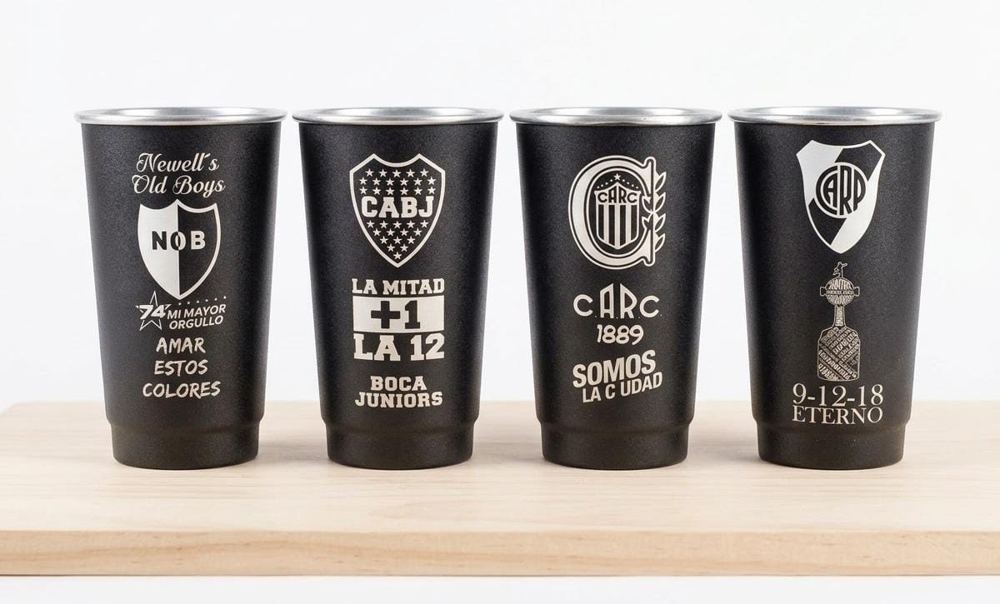 Newell's
Old Boys
NOB
74 MI MAYOR
ORGULLO
AMAR
ESTOS
COLORES
CABJ
LA MITAD
+1
LA 12
BOCA
JUNIORS
CARC
CARC
1889
SOMOS
LA C UDAD
CARP
9-12-18
ETERNO